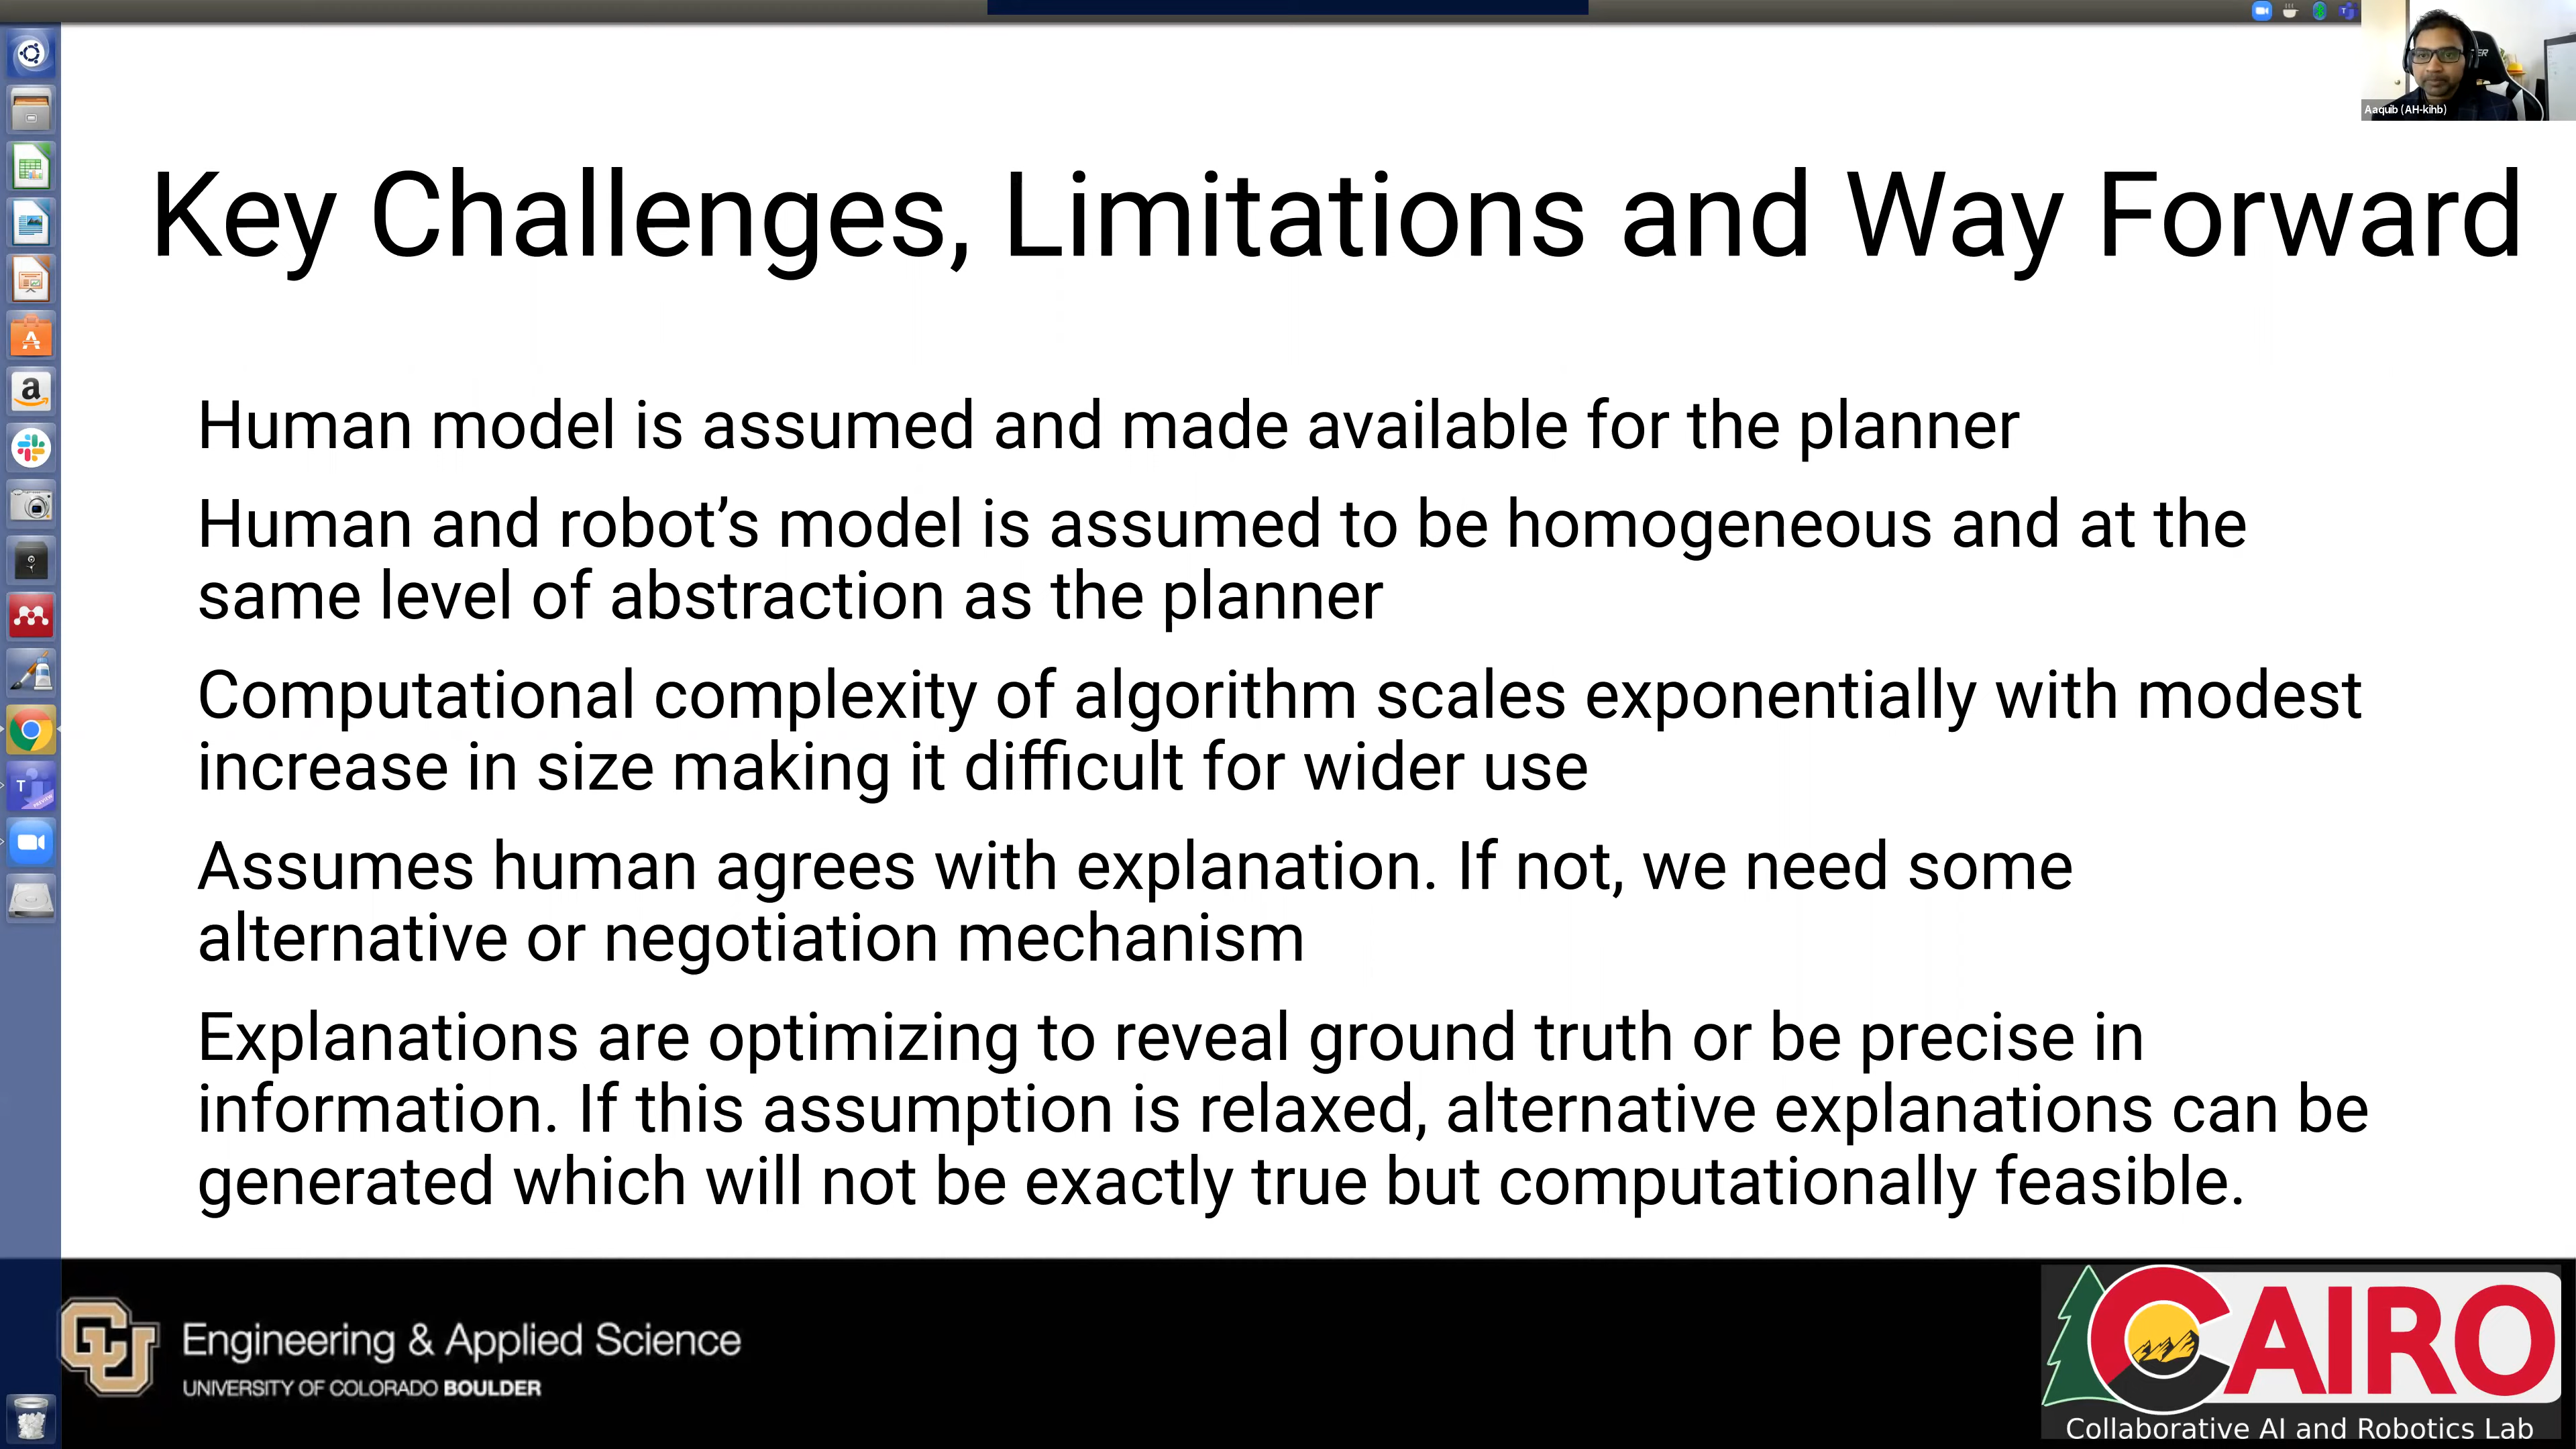 Aaquib (AH-kihb)
Key Challenges, Limitations and Way Forward
Human model is assumed and made available for the planner
Human and robot’s model is assumed to be homogeneous and at the
same level of abstraction as the planner
Computational complexity of algorithm scales exponentially with modest
increase in size making it difficult for wider use
Assumes human agrees with explanation. If not, we need some
alternative or negotiation mechanism
Explanations are optimizing to reveal ground truth or be precise in
information. If this assumption is relaxed, alternative explanations can be
generated which will not be exactly true but computationally feasible.
CU
Engineering & Applied Science
UNIVERSITY OF COLORADO BOULDER
CAIRO
Collaborative AI and Robotics Lab